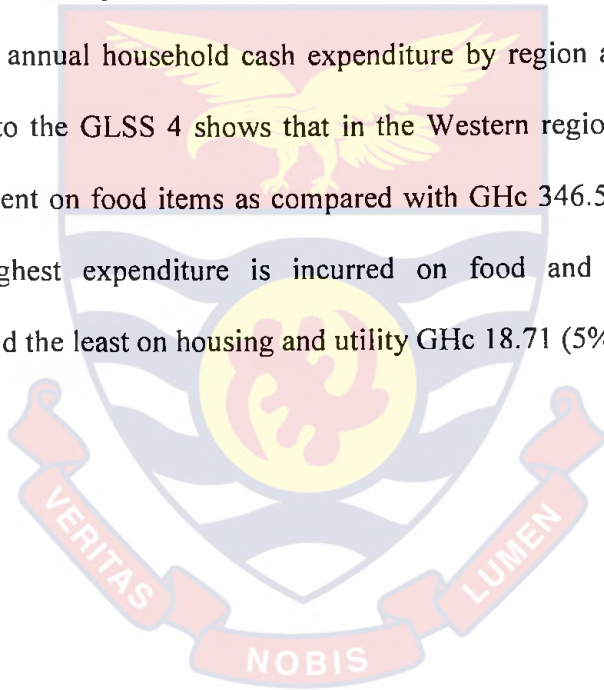 annual household cash expenditure by region a
to the GLSS 4 shows that in the Western regio
ent on food items as compared with GHc 346.5
ghest expenditure is incurred on food and
d the least on housing and utility GHc 18.71 (5%
VERITAS
NOBIS
LUMEN